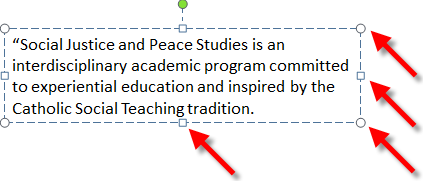 “Social Justice and Peace Studies is an
interdisciplinary academic program committed
to experiential education and inspired by the
Catholic Social Teaching tradition.